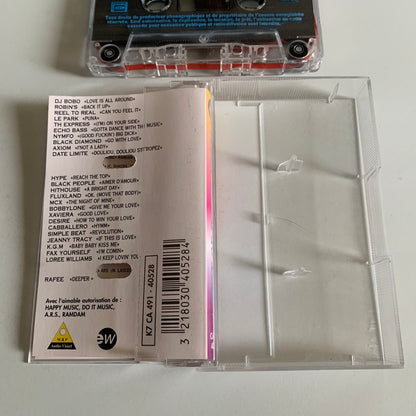 Tous droits du producteur phonographique et du propriétaire de l'œuvre enregistrée
DJ BOBO «LOVE IS ALL AROUND»
ROBIN'S «BACK IT UP»
REEL TO REAL «CAN YOU FEEL IT»
LE PARK «PUNA»
TH EXPRESS «(I'M) ON YOUR SIDE»
ECHO BASS «GOTTA DANCE WITH THE MUSIC
NYMFO «(GOOD FUCKIN') BIG DICK»
BLACK DIAMOND «GO WITH LOVE»
AXIOM «(NOT A LADY»
DATE LIMITE «DOULIOU, DOULIOU ST TROPEZ»
HYPE «REACH THE TOP»
BLACK PEOPLE «AIMER D'AMOUR»
HITHOUSE «A BRIGHT DAY»
FLUXLAND «OK. (MOVE THAT BODY)»
MCX «THE NIGHT OF MINE»
BOBBYLONE «GIVE ME YOUR LOVE»
XAVIERA «GOOD LOVE»
DESIRE «HOW TO WIN YOUR LOVE»
CABBALLERO «HYMN»
SIMPLE BEAT «REVOLUTION»
JEANNY TRACY «IF THIS IS LOVE»
K.G.M «BABY BABY KISS ME»
FAX YOURSELF «I'M COMIN»
LOREE WILLIAMS «I KEEP LOVIN' YOU
RAFEE «DEEPER»
Avec l'aimable autorisation de :
HAPPY MUSIC, DO IT MUSIC,
A.R.S., RAMDAM
ew
K7 CA 491 - 40528
3 218030 405284